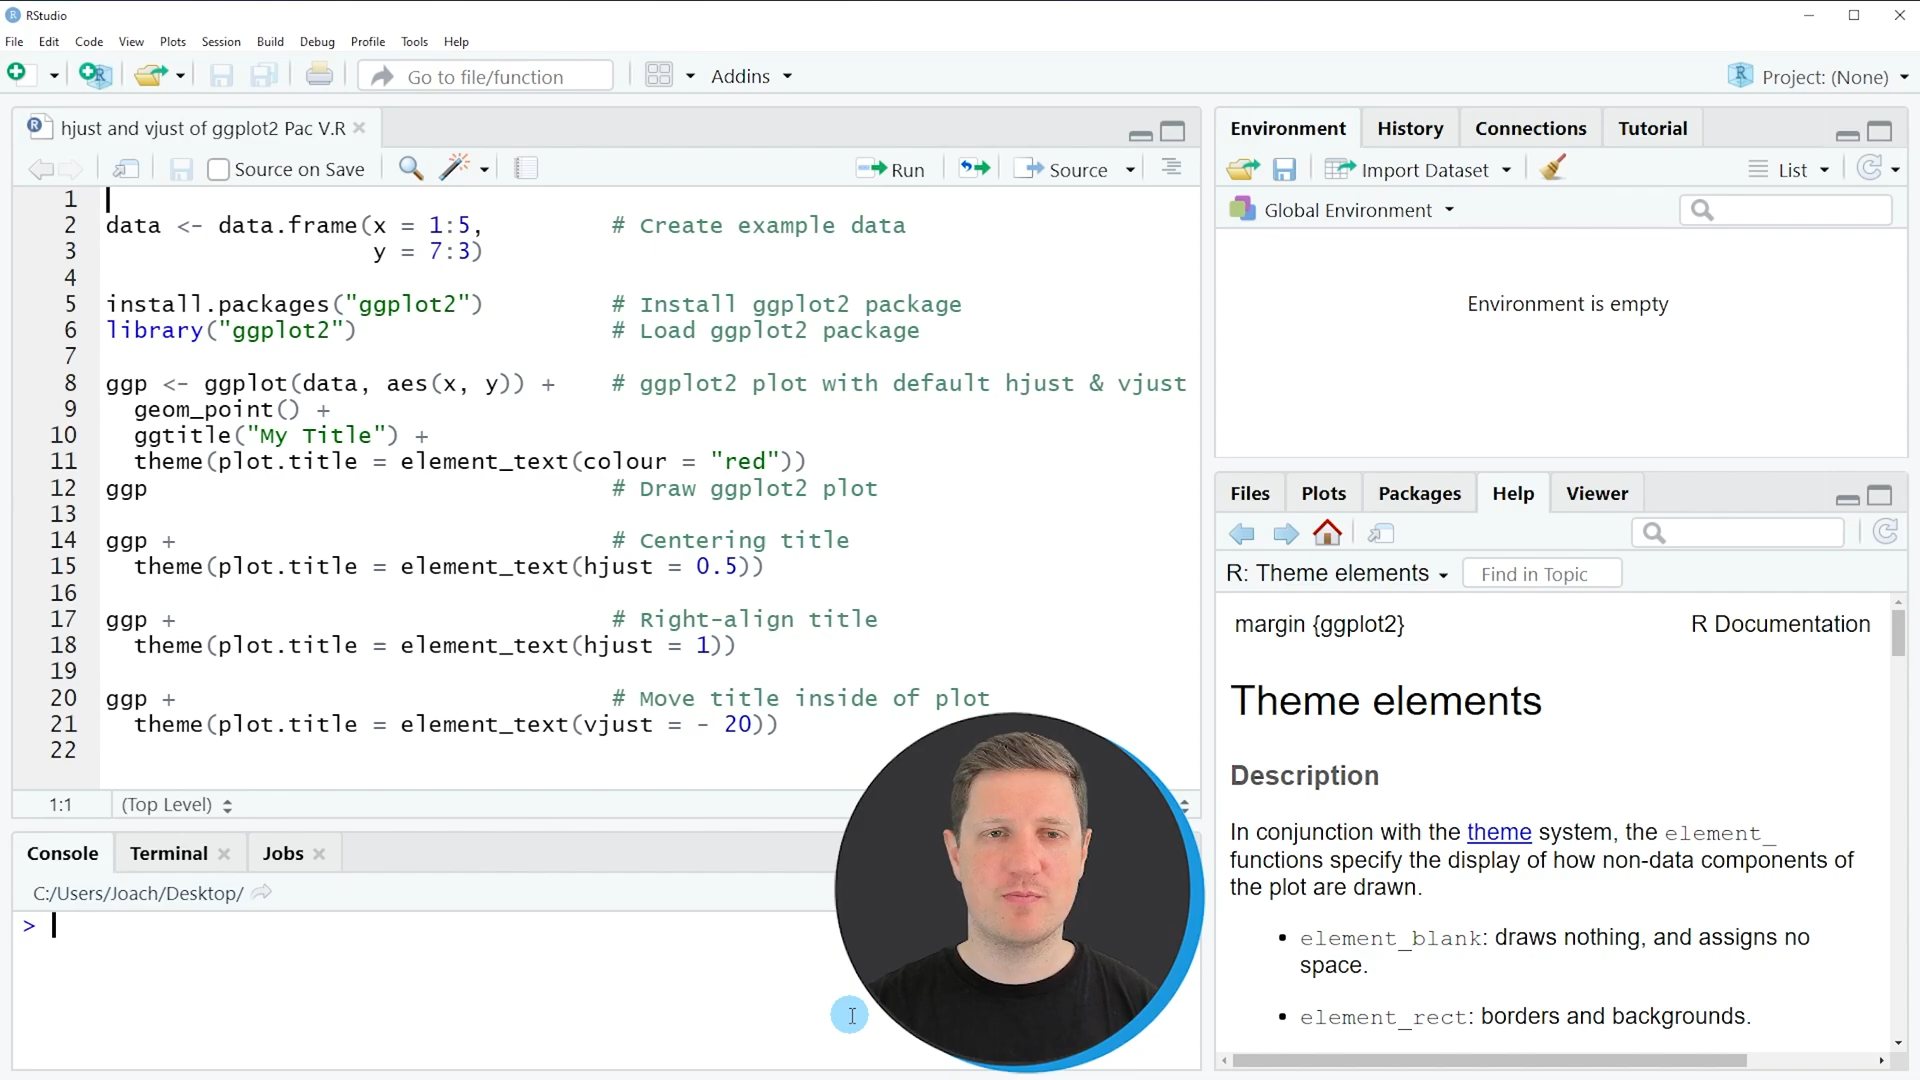 RStudio
File Edit Code View Plots Session Build Debug Profile Tools Help
Go to file/function Addins Project: (None)
hjust and vjust of ggplot2 Pac V.R
Source on Save Run Source
1
2 data <- data.frame(x = 1:5, # Create example data
3 y = 7:3)
4
5 install.packages("ggplot2") # Install ggplot2 package
6 library("ggplot2") # Load ggplot2 package
7
8 ggp <- ggplot(data, aes(x, y)) + # ggplot2 plot with default hjust & vjust
9 geom_point() +
10 ggtitle("My Title") +
11 theme(plot.title = element_text(colour = "red"))
12 ggp # Draw ggplot2 plot
13
14 ggp + # Centering title
15 theme(plot.title = element_text(hjust = 0.5))
16
17 ggp + # Right-align title
18 theme(plot.title = element_text(hjust = 1))
19
20 ggp + # Move title inside of plot
21 theme(plot.title = element_text(vjust = - 20))
22
1:1 (Top Level)
Console Terminal Jobs
C:/Users/Joach/Desktop/
>
Environment History Connections Tutorial
Import Dataset List
Global Environment
Environment is empty
Files Plots Packages Help Viewer
R: Theme elements Find in Topic
margin {ggplot2} R Documentation
Theme elements
Description
In conjunction with the theme system, the element_
functions specify the display of how non-data components of
the plot are drawn.
• element_blank: draws nothing, and assigns no
space.
• element_rect: borders and backgrounds.